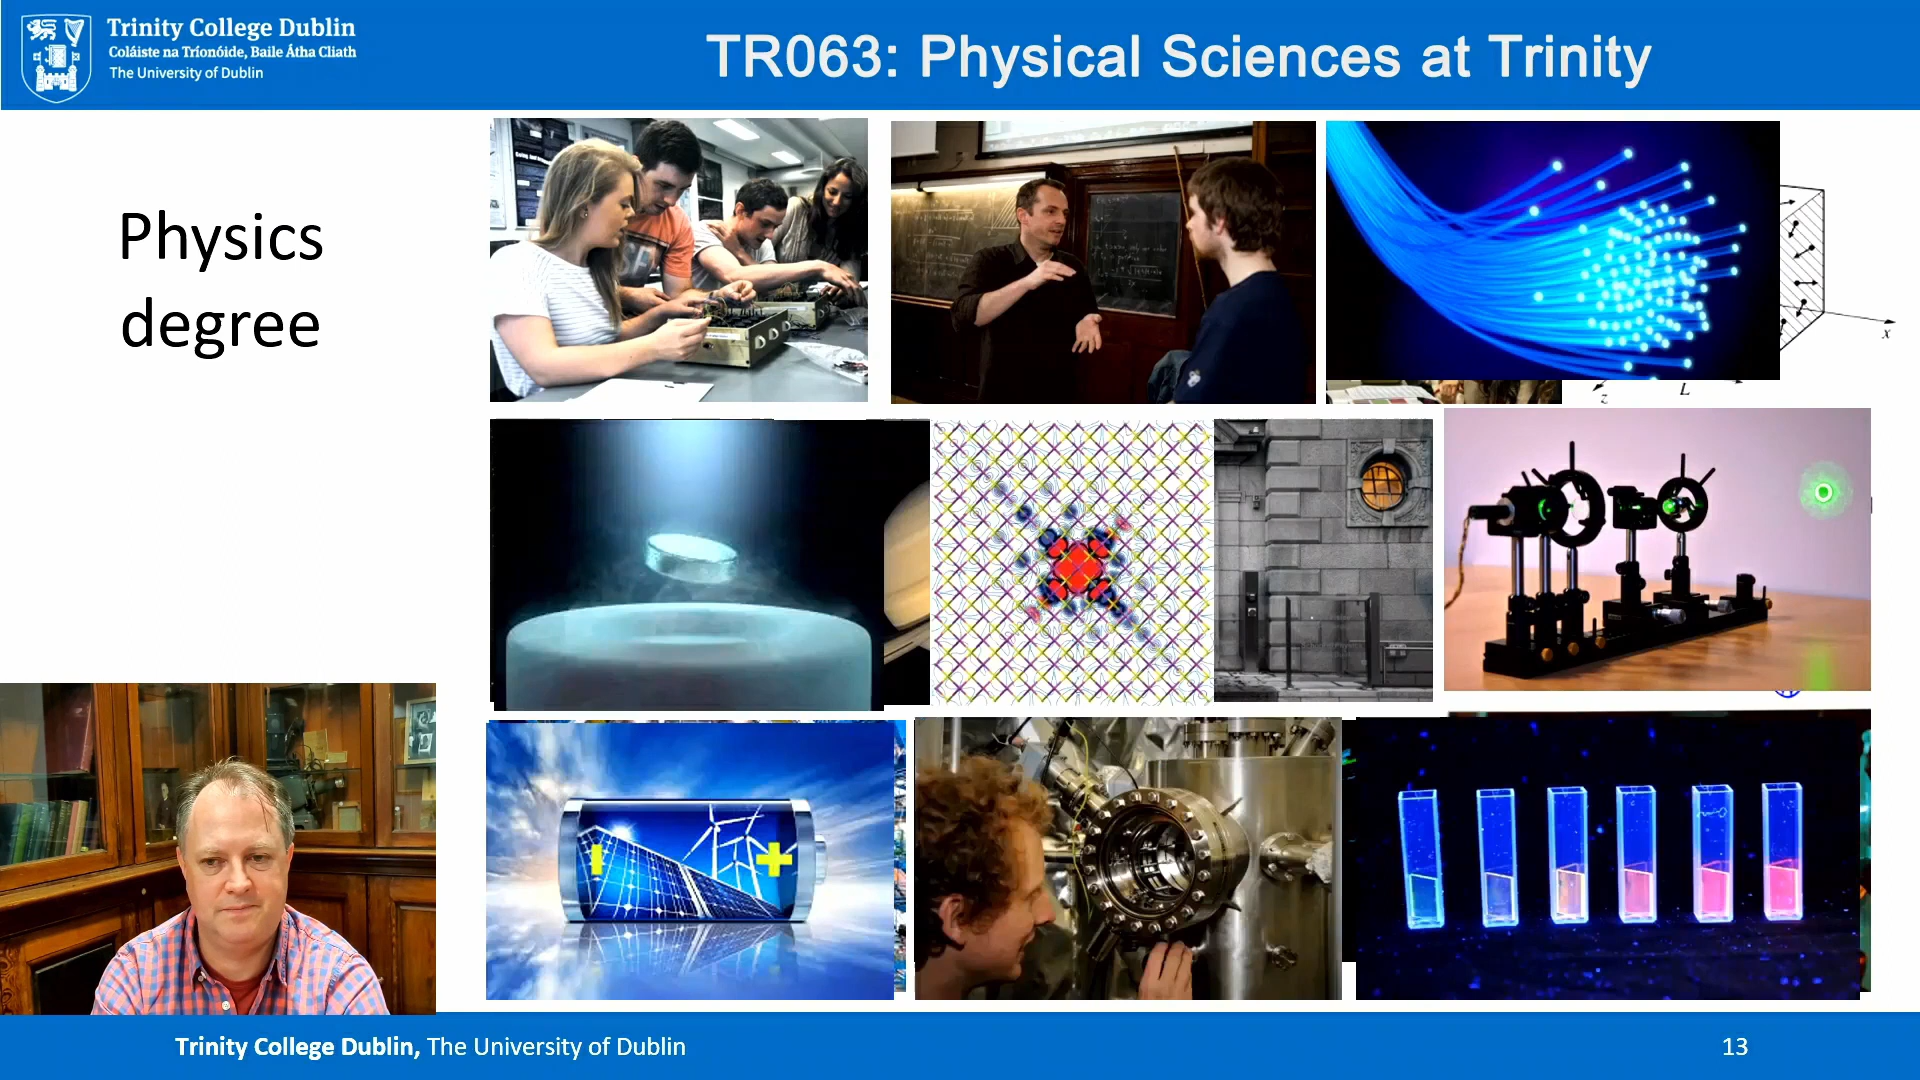 Trinity College Dublin
Coláiste na Tríonóide, Baile Átha Cliath
The University of Dublin
TR063: Physical Sciences at Trinity
Physics
degree
x
z
L
Trinity College Dublin, The University of Dublin
13